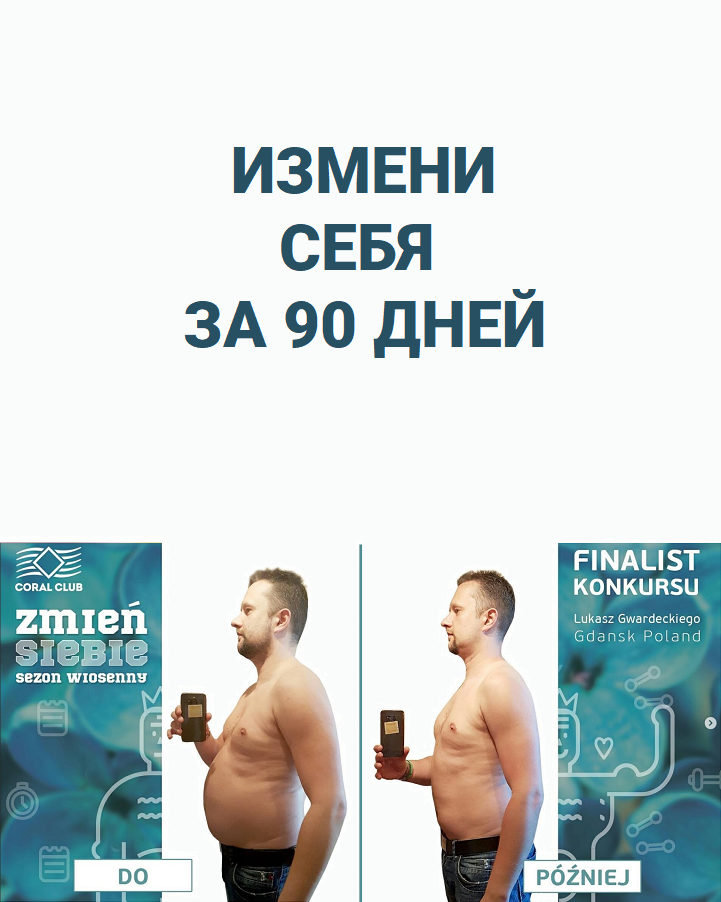 ИЗМЕНИ
СЕБЯ
ЗА 90 ДНЕЙ
CORAL CLUB
zmień
SIEBIE
sezon wiosenny
FINALIST
KONKURSU
Lukasz Gwardeckiego
Gdansk Poland
DO
PÓŹNIEJ